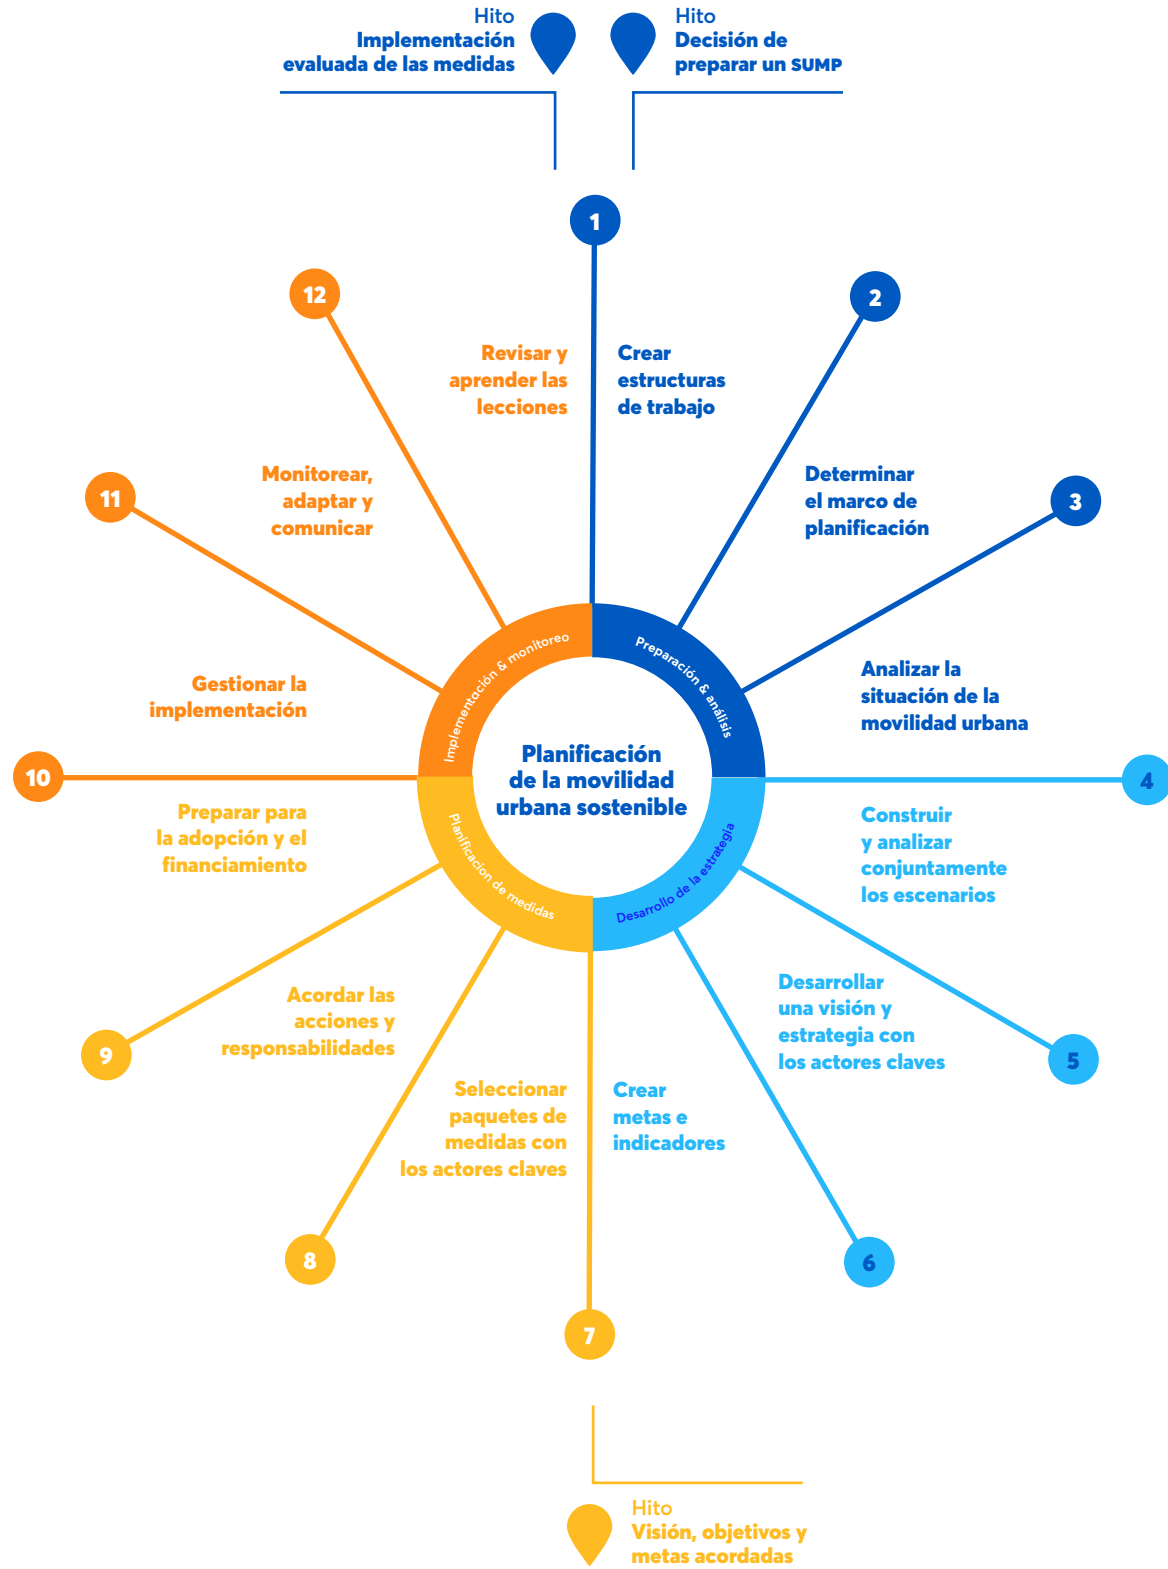 Hito
Implementación
evaluada de las medidas
Hito
Decisión de
preparar un SUMP
1
Crear
estructuras
de trabajo
2
Determinar
el marco de
planificación
3
Analizar la
situación de la
movilidad urbana
4
Construir
y analizar
conjuntamente
los escenarios
5
Desarrollar
una visión y
estrategia con
los actores claves
6
Crear
metas e
indicadores
7
Seleccionar
paquetes de
medidas con
los actores claves
8
Acordar las
acciones y
responsabilidades
9
Preparar para
la adopción y el
financiamiento
10
Gestionar la
implementación
11
Monitorear,
adaptar y
comunicar
12
Revisar y
aprender las
lecciones
Preparación & análisis
Desarrollo de la estrategia
Planificacion de medidas
Implementación & monitoreo
Planificación
de la movilidad
urbana sostenible
Hito
Visión, objetivos y
metas acordadas